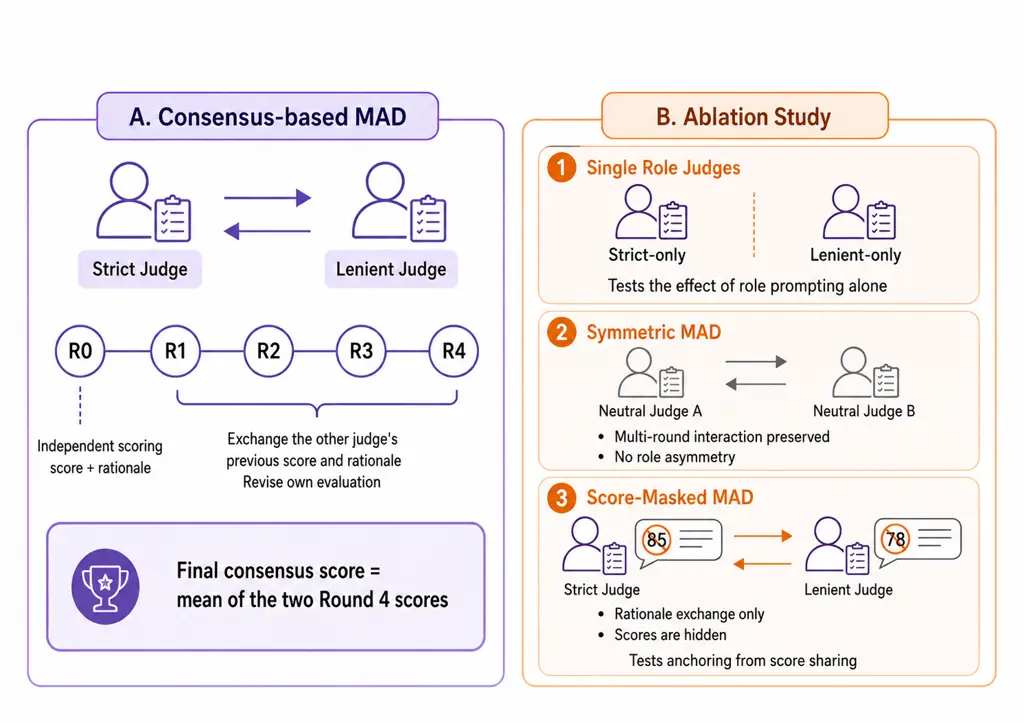 A. Consensus-based MAD
Strict Judge
Lenient Judge
R0
R1
R2
R3
R4
Independent scoring
score + rationale
Exchange the other judge's
previous score and rationale
Revise own evaluation
Final consensus score =
mean of the two Round 4 scores
B. Ablation Study
1 Single Role Judges
Strict-only
Lenient-only
Tests the effect of role prompting alone
2 Symmetric MAD
Neutral Judge A
Neutral Judge B
• Multi-round interaction preserved
• No role asymmetry
3 Score-Masked MAD
85
78
Strict Judge
Lenient Judge
• Rationale exchange only
• Scores are hidden
Tests anchoring from score sharing